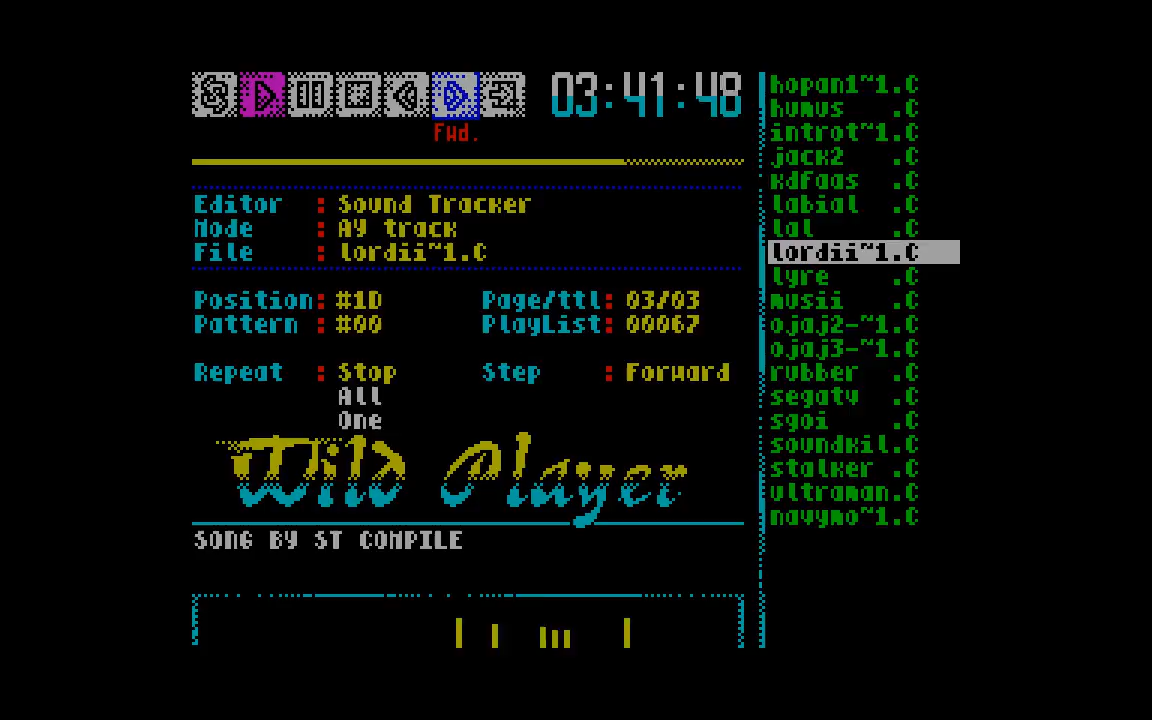 03:41:48
Fwd.
Editor : Sound Tracker
Mode : AY track
File : lordii~1.C
Position: #1D Page/ttl: 03/03
Pattern : #00 PlayList: 00067
Repeat : Stop Step : Forward
All
One
Wild Player
SONG BY ST COMPILE
hopan1~1.C
humus .C
introt~1.C
jack2 .C
kdfaas .C
labial .C
lal .C
lordii~1.C
lyre .C
musii .C
ojaj2-~1.C
ojaj3-~1.C
rubber .C
segatv .C
sgoi .C
soundkil.C
stalker .C
ultraman.C
navymo~1.C